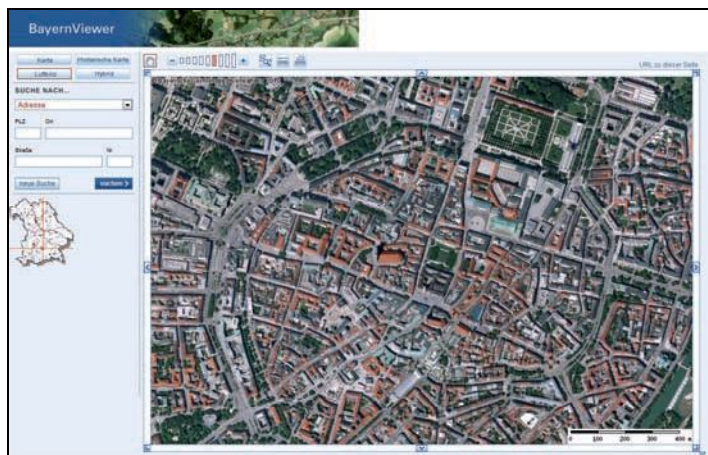 BayernViewer
Karte
Historische Karte
Luftbild
Hybrid
URL zu dieser Seite
SUCHE NACH...
Adresse
PLZ Ort
Straße Nr
neue Suche
suchen >
0 100 200 300 400 m